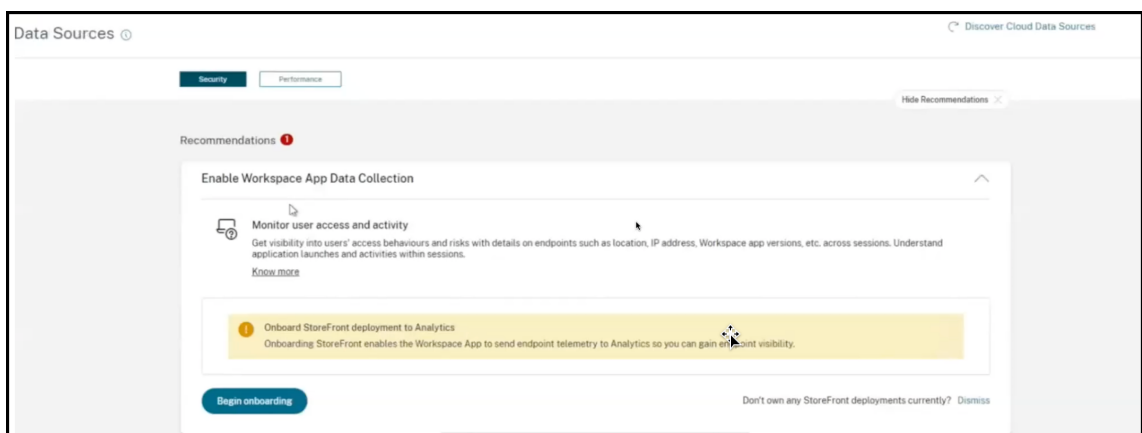 Data Sources
Discover Cloud Data Sources
Security
Performance
Hide Recommendations
Recommendations 1
Enable Workspace App Data Collection
Monitor user access and activity
Get visibility into users' access behaviours and risks with details on endpoints such as location, IP address, Workspace app versions, etc. across sessions. Understand
application launches and activities within sessions.
Know more
Onboard StoreFront deployment to Analytics
Onboarding StoreFront enables the Workspace App to send endpoint telemetry to Analytics so you can gain endpoint visibility.
Begin onboarding
Don't own any StoreFront deployments currently? Dismiss